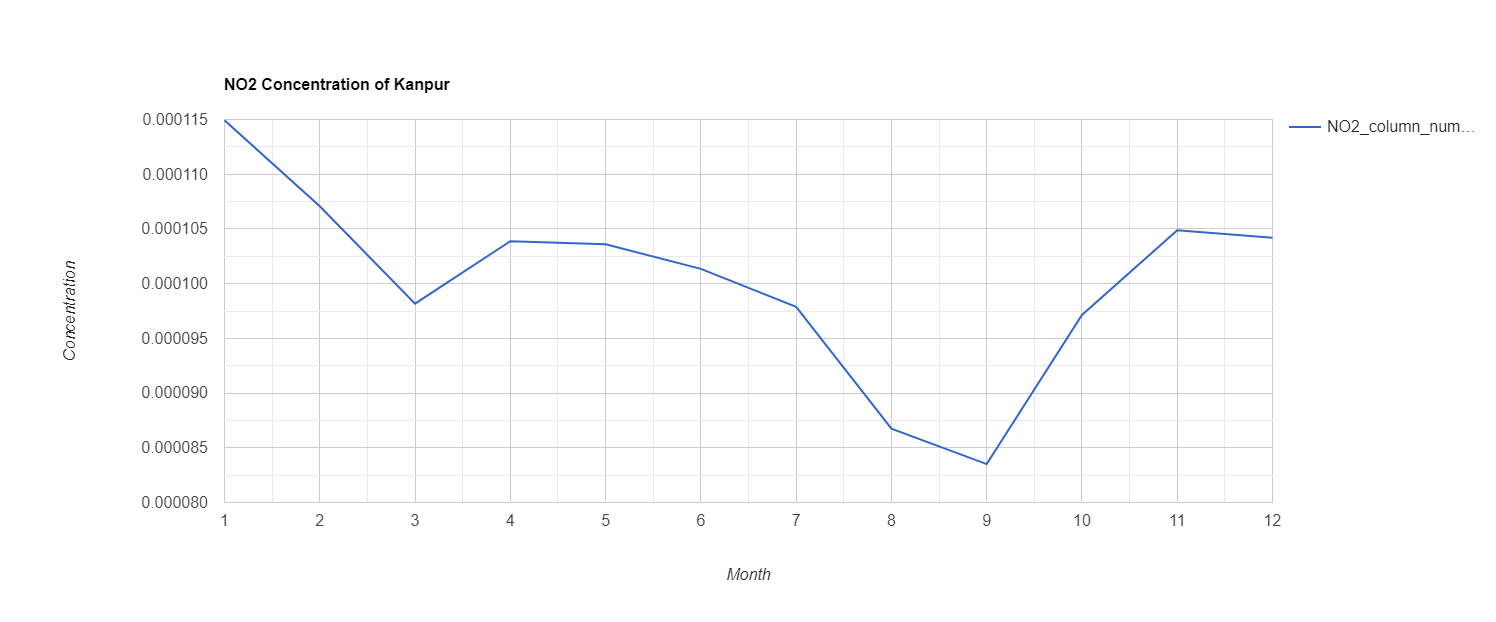 NO2 Concentration of Kanpur
0.000115
0.000110
0.000105
0.000100
0.000095
0.000090
0.000085
0.000080
Concentration
1 2 3 4 5 6 7 8 9 10 11 12
Month
NO2_column_num...